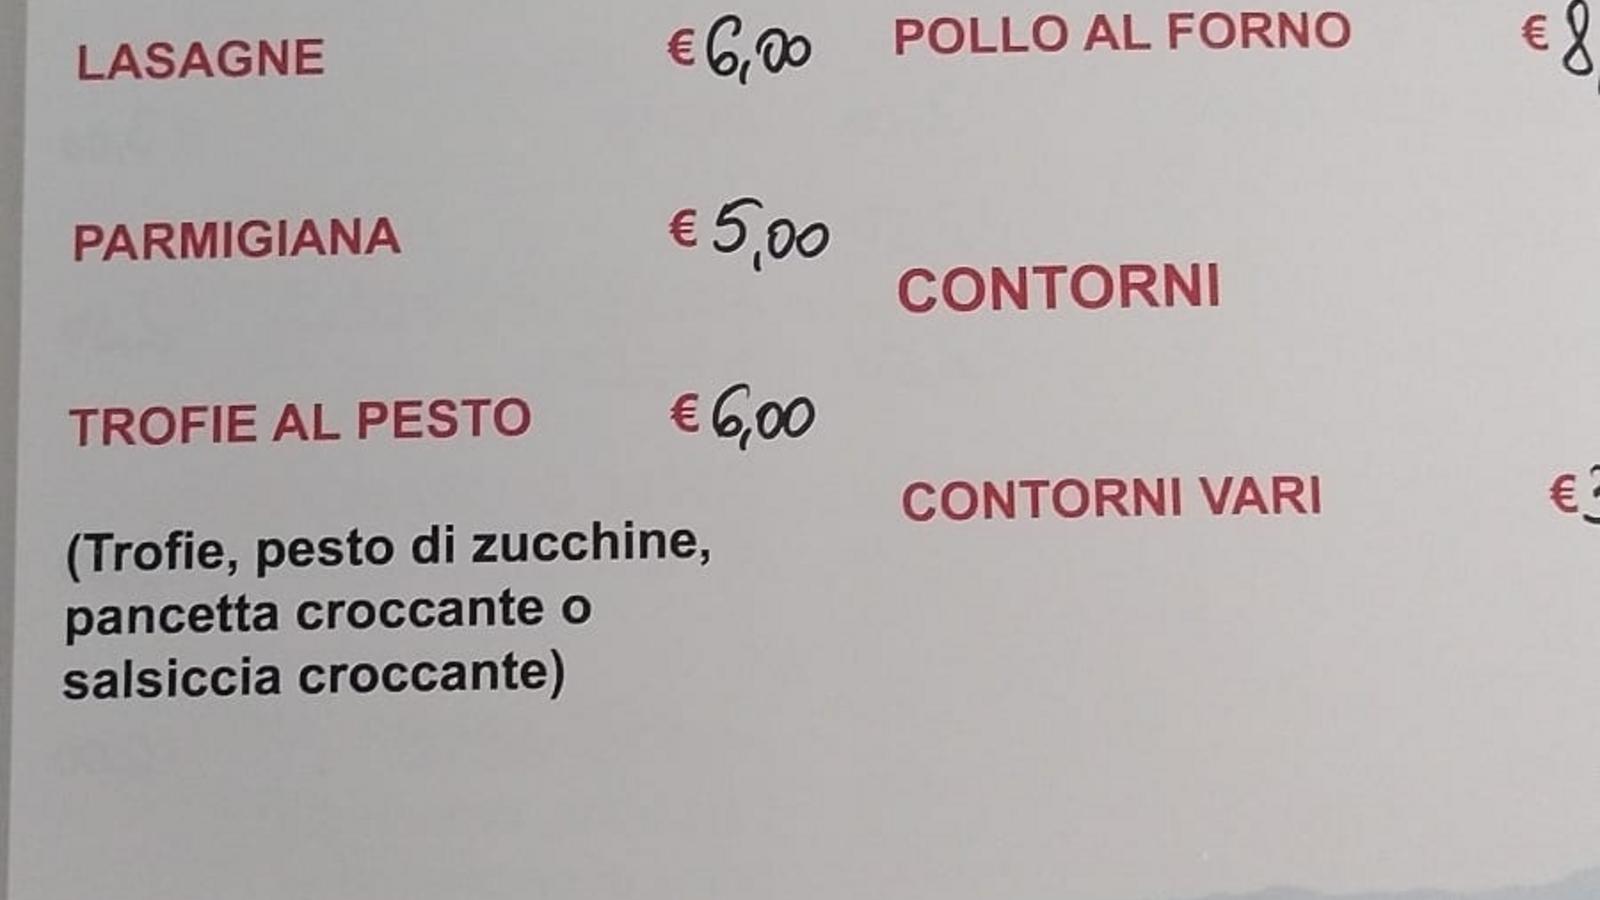 LASAGNE € 6,00
PARMIGIANA € 5,00
TROFIE AL PESTO € 6,00
(Trofie, pesto di zucchine,
pancetta croccante o
salsiccia croccante)
POLLO AL FORNO € 8,
CONTORNI
CONTORNI VARI €